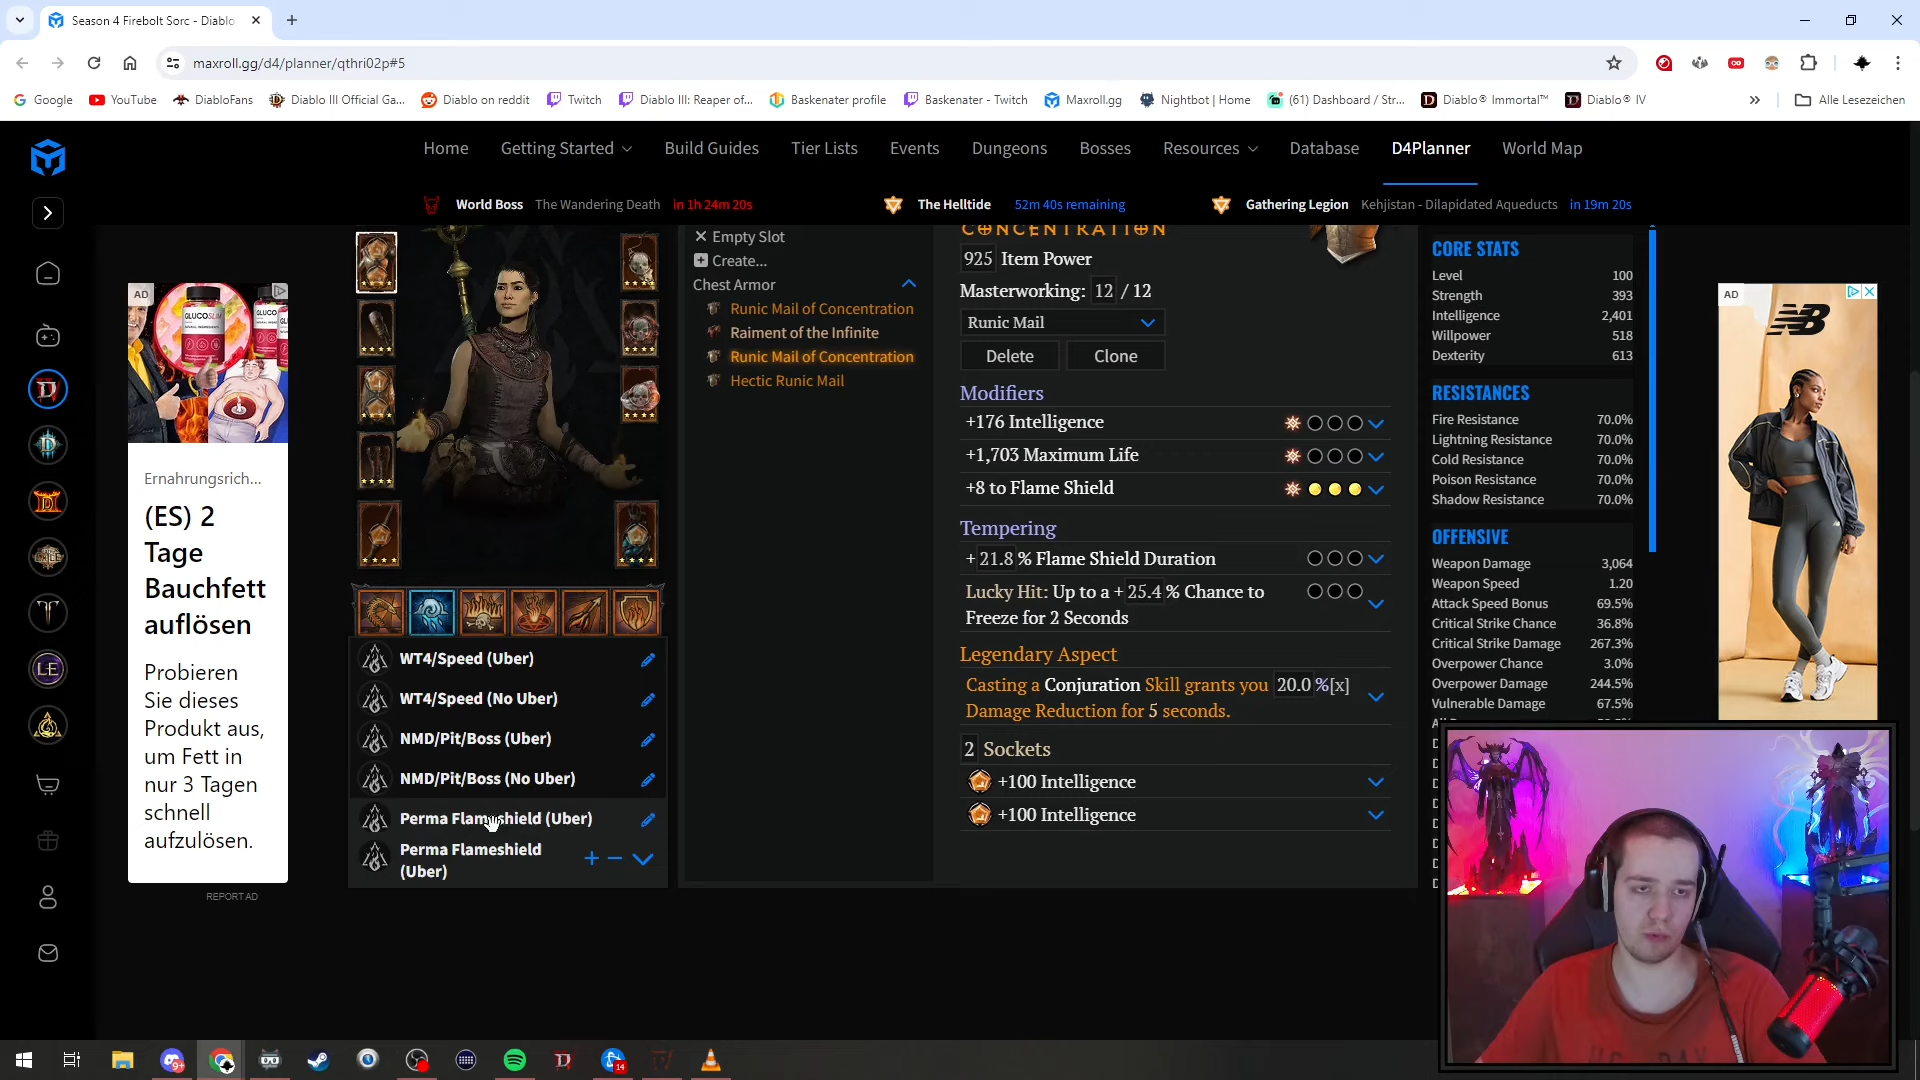 Season 4 Firebolt Sorc - Diablo
maxroll.gg/d4/planner/qthri02p#5
Google
YouTube
DiabloFans
Diablo III Official Ga...
Diablo on reddit
Twitch
Diablo III: Reaper of...
Baskenater profile
Baskenater - Twitch
Maxroll.gg
Nightbot | Home
(61) Dashboard / Str...
Diablo® Immortal™
Diablo® IV
Alle Lesezeichen
Home
Getting Started
Build Guides
Tier Lists
Events
Dungeons
Bosses
Resources
Database
D4Planner
World Map
World Boss The Wandering Death in 1h 24m 20s
The Helltide 52m 40s remaining
Gathering Legion Kehjistan - Dilapidated Aqueducts in 19m 20s
AD
GLUCOSLIM
Ernahrungsrich...
(ES) 2
Tage
Bauchfett
auflösen
Probieren
Sie dieses
Produkt aus,
um Fett in
nur 3 Tagen
schnell
aufzulösen.
REPORT AD
LE
WT4/Speed (Uber)
WT4/Speed (No Uber)
NMD/Pit/Boss (Uber)
NMD/Pit/Boss (No Uber)
Perma Flameshield (Uber)
Perma Flameshield
(Uber)
Empty Slot
Create...
Chest Armor
Runic Mail of Concentration
Raiment of the Infinite
Runic Mail of Concentration
Hectic Runic Mail
CONCENTRATION
925 Item Power
Masterworking: 12 / 12
Runic Mail
Delete
Clone
Modifiers
+176 Intelligence
+1,703 Maximum Life
+8 to Flame Shield
Tempering
+21.8% Flame Shield Duration
Lucky Hit: Up to a +25.4% Chance to
Freeze for 2 Seconds
Legendary Aspect
Casting a Conjuration Skill grants you 20.0 %[x]
Damage Reduction for 5 seconds.
2 Sockets
+100 Intelligence
+100 Intelligence
CORE STATS
Level 100
Strength 393
Intelligence 2,401
Willpower 518
Dexterity 613
RESISTANCES
Fire Resistance 70.0%
Lightning Resistance 70.0%
Cold Resistance 70.0%
Poison Resistance 70.0%
Shadow Resistance 70.0%
OFFENSIVE
Weapon Damage 3,064
Weapon Speed 1.20
Attack Speed Bonus 69.5%
Critical Strike Chance 36.8%
Critical Strike Damage 267.3%
Overpower Chance 3.0%
Overpower Damage 244.5%
Vulnerable Damage 67.5%
AD
NB
9+
14